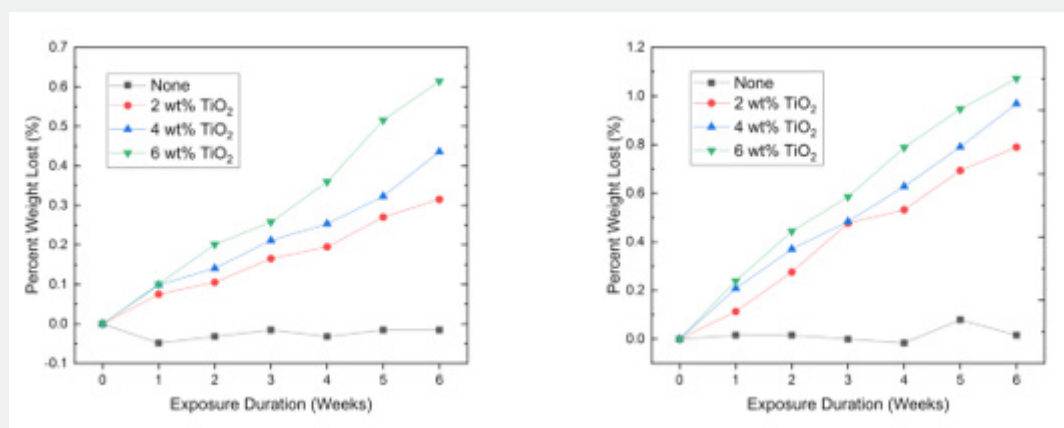 0.7
0.6
0.5
0.4
0.3
0.2
0.1
0.0
-0.1
Percent Weight Lost (%)
None
2 wt% TiO₂
4 wt% TiO₂
6 wt% TiO₂
0 1 2 3 4 5 6
Exposure Duration (Weeks)
1.2
1.0
0.8
0.6
0.4
0.2
0.0
Percent Weight Lost (%)
None
2 wt% TiO₂
4 wt% TiO₂
6 wt% TiO₂
0 1 2 3 4 5 6
Exposure Duration (Weeks)